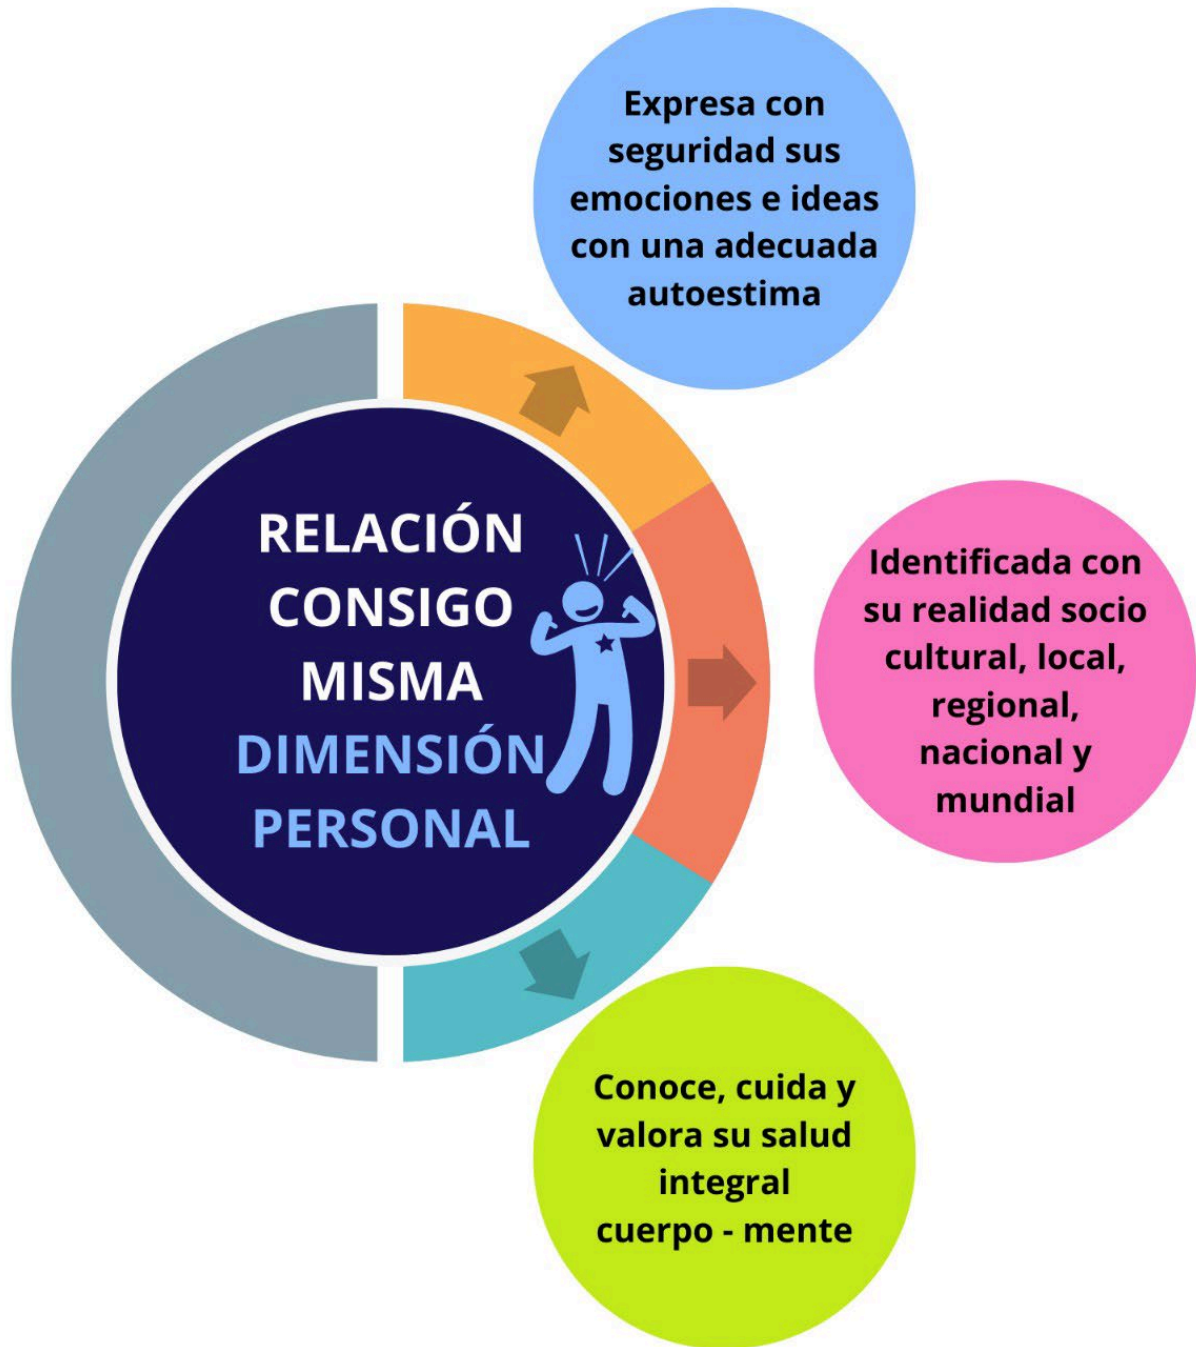 Expresa con
seguridad sus
emociones e ideas
con una adecuada
autoestima
RELACIÓN
CONSIGO
MISMA
DIMENSIÓN
PERSONAL
Identificada con
su realidad socio
cultural, local,
regional,
nacional y
mundial
Conoce, cuida y
valora su salud
integral
cuerpo - mente